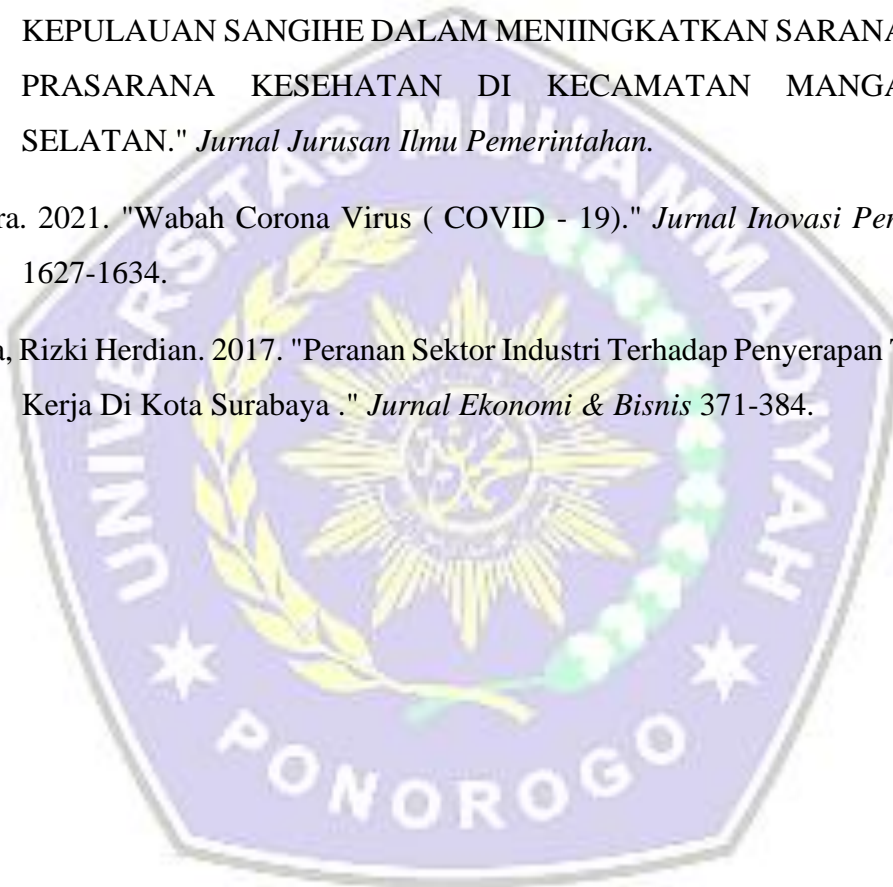 KEPULAUAN SANGIHE DALAM MENIINGKATKAN SARANA
PRASARANA KESEHATAN DI KECAMATAN MANGA
SELATAN." Jurnal Jurusan Ilmu Pemerintahan.
ra. 2021. "Wabah Corona Virus ( COVID - 19)." Jurnal Inovasi Pen
1627-1634.
a, Rizki Herdian. 2017. "Peranan Sektor Industri Terhadap Penyerapan T
Kerja Di Kota Surabaya ." Jurnal Ekonomi & Bisnis 371-384.
UNIVERSITAS MUHAMMADIYAH
PONOROGO